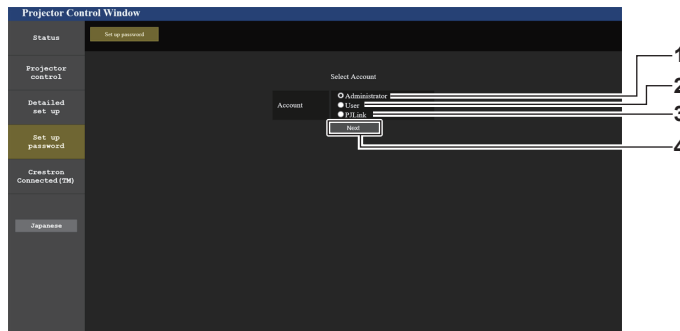 Projector Control Window
Status
Set up password
Projector
control
Detailed
set up
Set up
password
Crestron
Connected(TM)
Japanese
Select Account
Account
Administrator
User
PJLink
Next
1
2
3
4